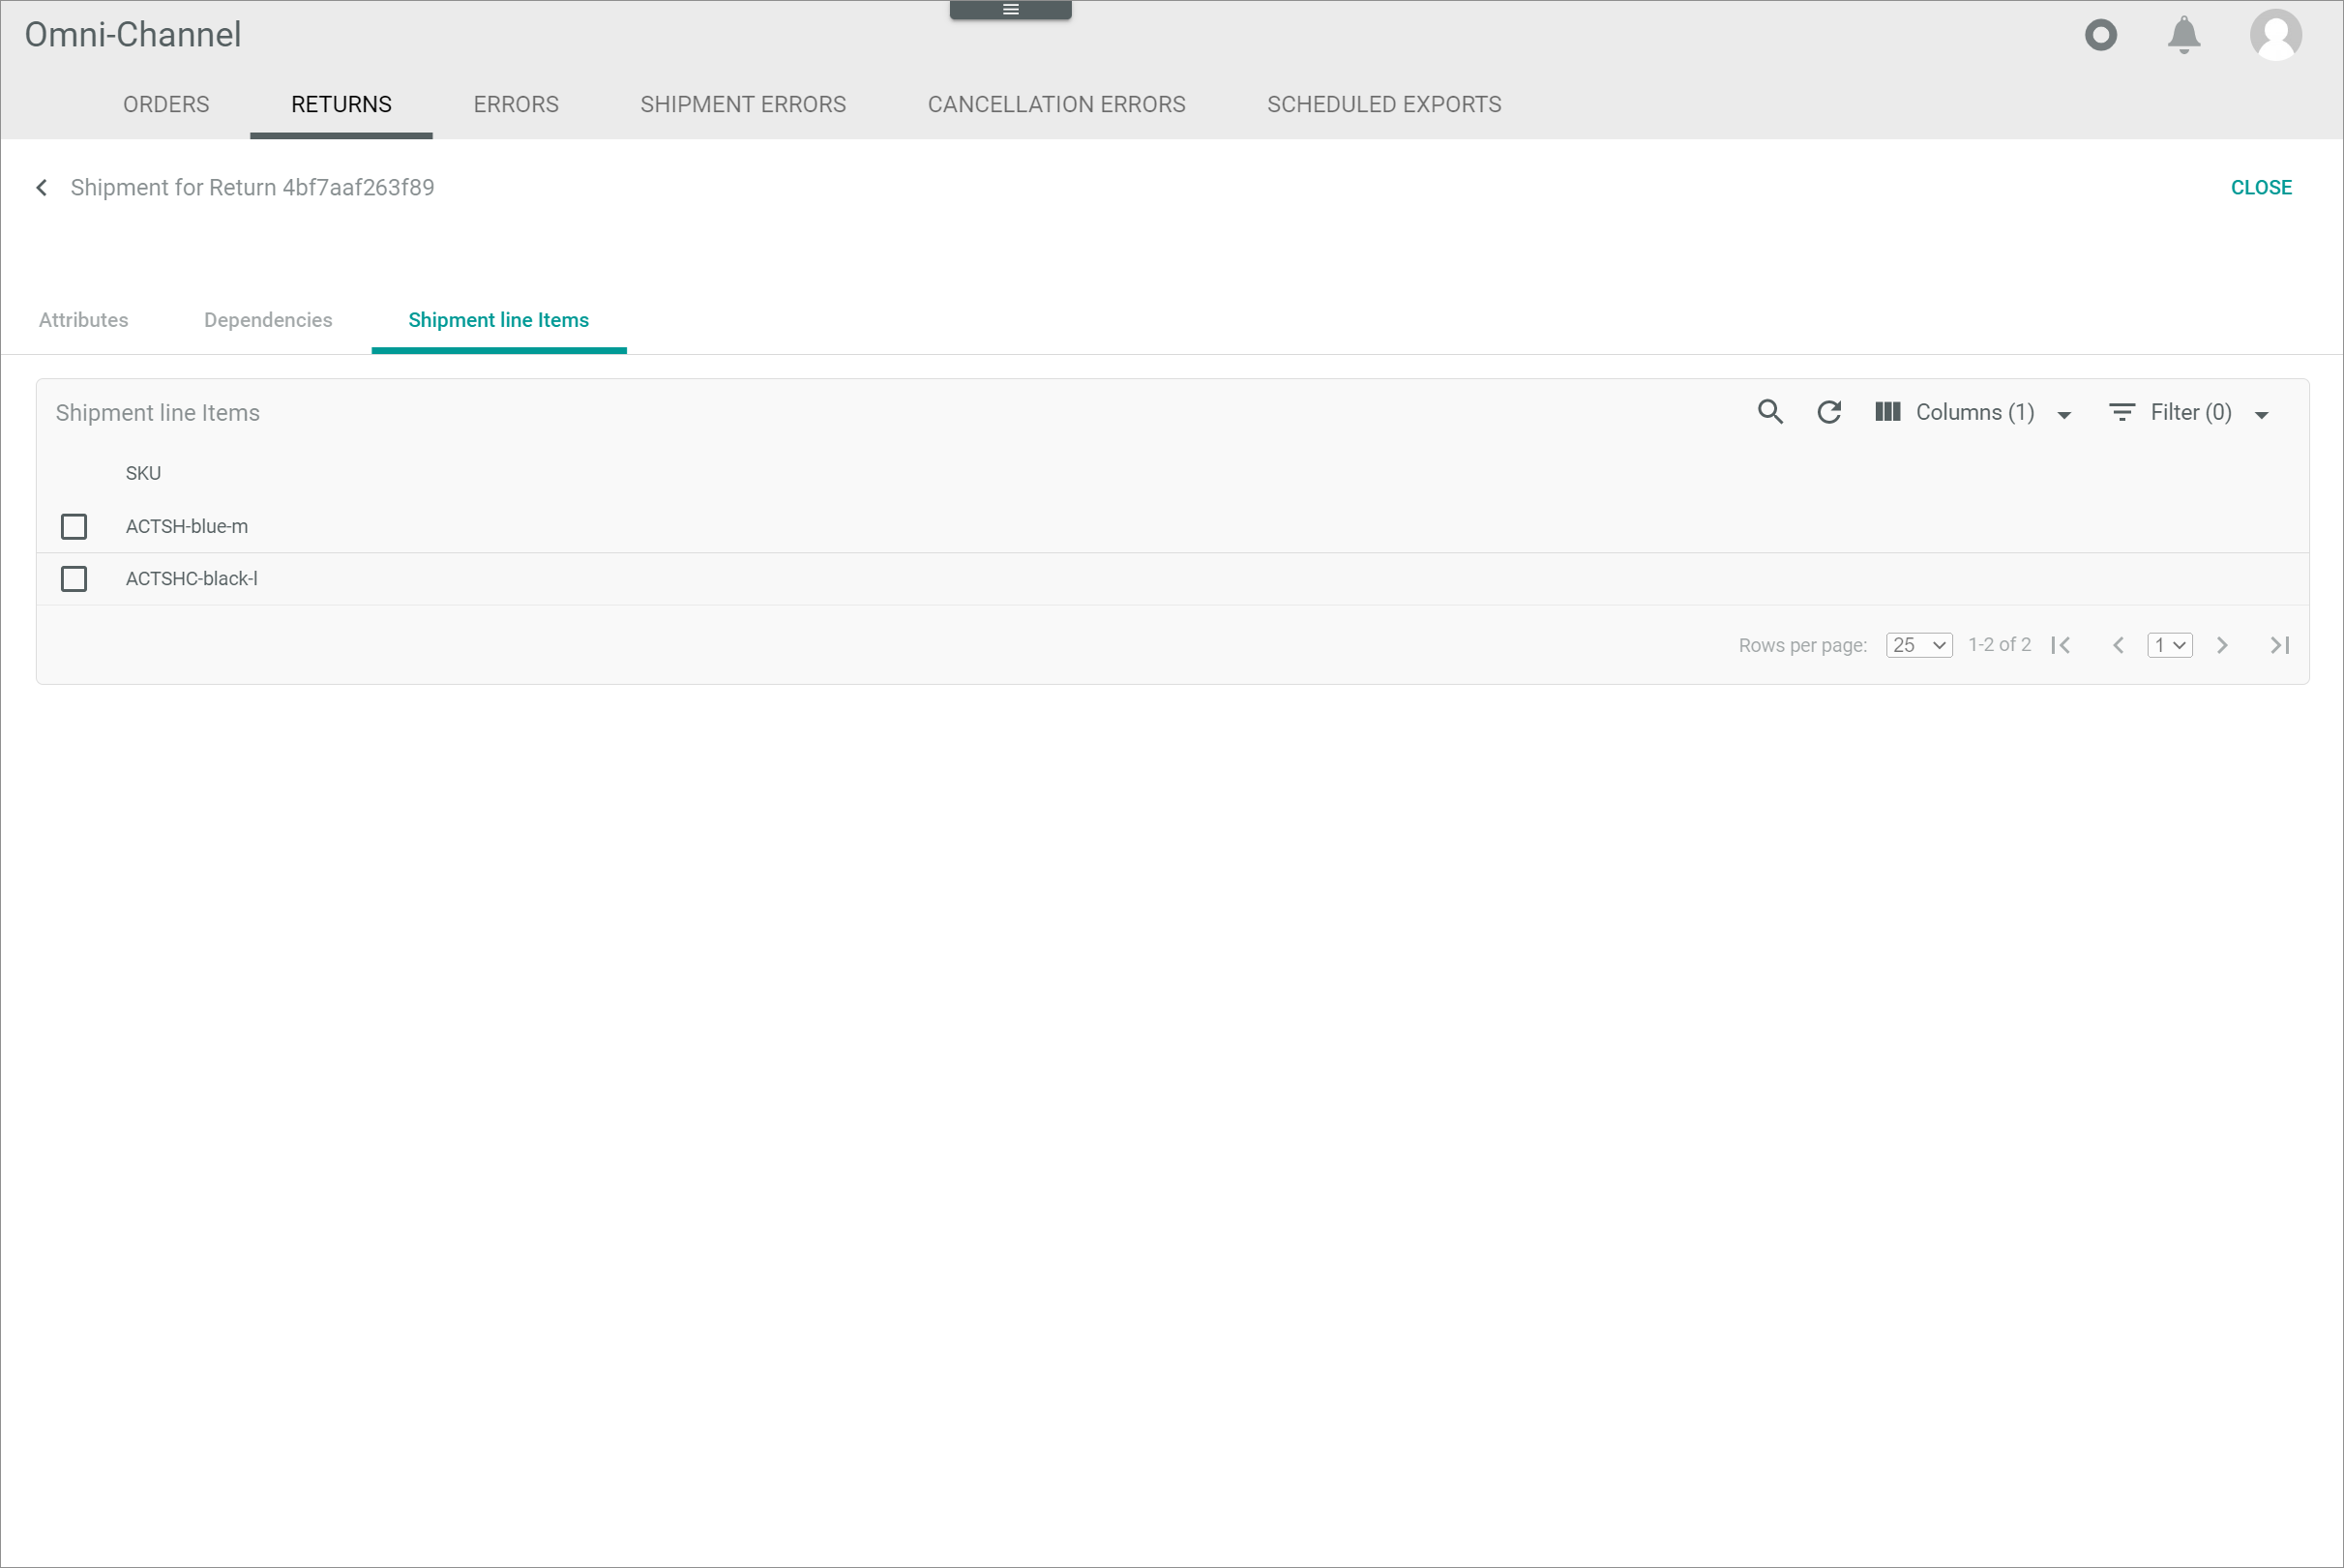 Omni-Channel
ORDERS RETURNS ERRORS SHIPMENT ERRORS CANCELLATION ERRORS SCHEDULED EXPORTS
Shipment for Return 4bf7aaf263f89 CLOSE
Attributes Dependencies Shipment line Items
Shipment line Items Columns (1) Filter (0)
SKU
ACTSH-blue-m
ACTSHC-black-l
Rows per page: 25 1-2 of 2 1